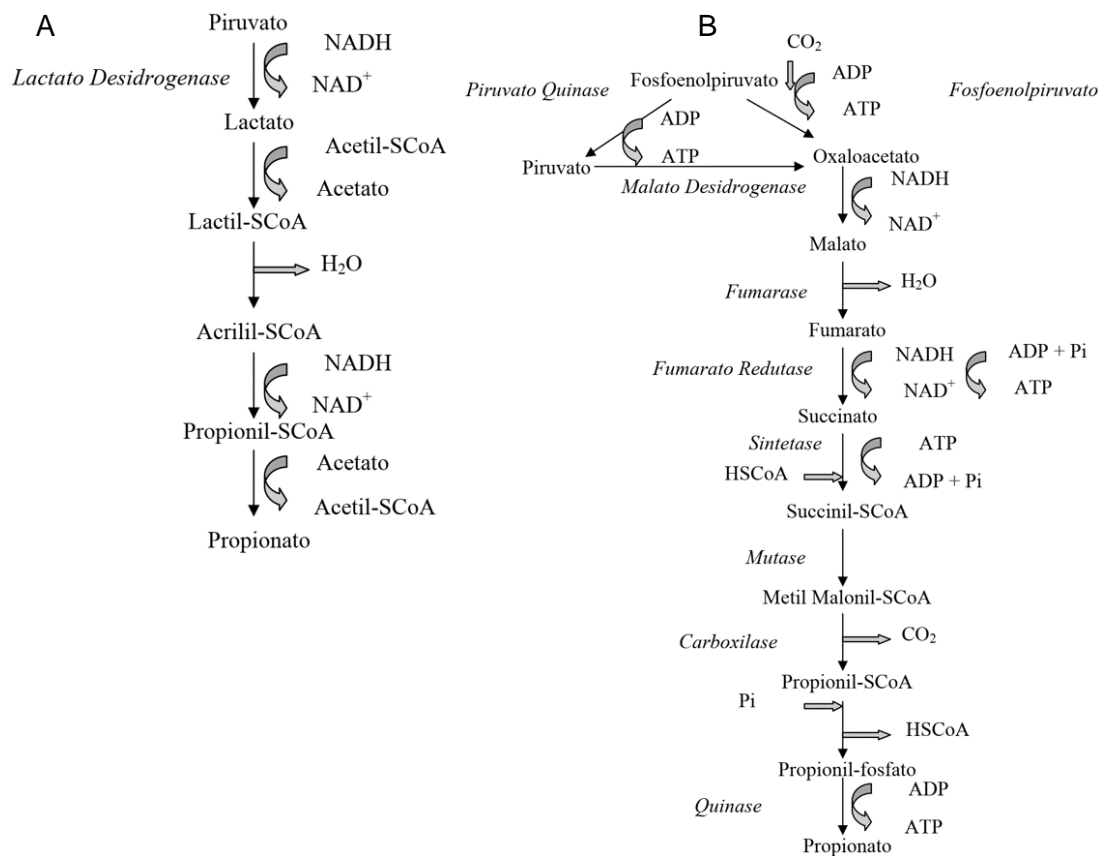 A
Piruvato
NADH
Lactato Desidrogenase
NAD+
Lactato
Acetil-SCoA
Acetato
Lactil-SCoA
H2O
Acrilil-SCoA
NADH
NAD+
Propionil-SCoA
Acetato
Acetil-SCoA
Propionato
B
CO2
ADP
Piruvato Quinase
Fosfoenolpiruvato
Fosfoenolpiruvato
ATP
ADP
ATP
Piruvato
Oxaloacetato
Malato Desidrogenase
NADH
NAD+
Malato
H2O
Fumarase
Fumarato
NADH
ADP + Pi
Fumarato Redutase
NAD+
ATP
Succinato
Sintetase
ATP
HSCoA
ADP + Pi
Succinil-SCoA
Mutase
Metil Malonil-SCoA
Carboxilase
CO2
Propionil-SCoA
Pi
HSCoA
Propionil-fosfato
ADP
Quinase
ATP
Propionato